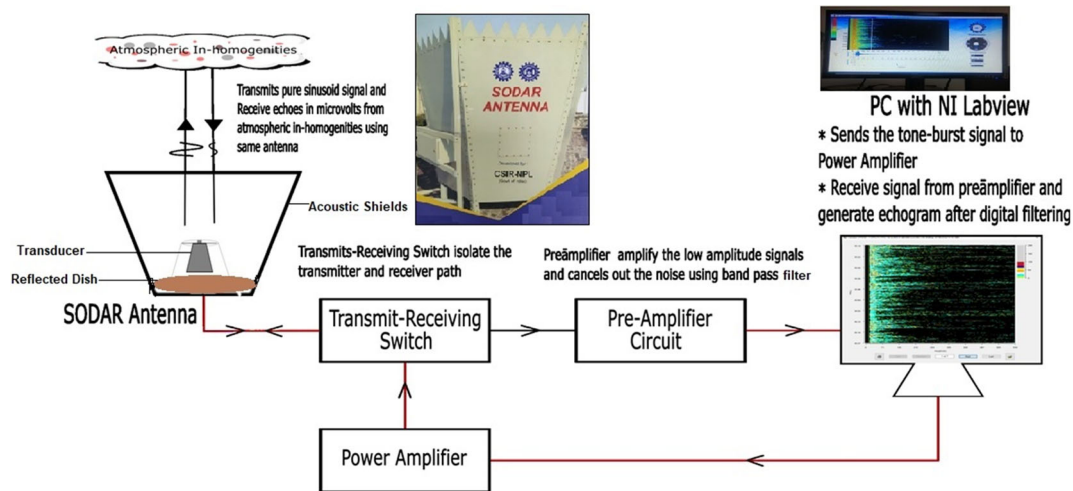 Atmospheric In-homogenities
Transmits pure sinusoid signal and
Receive echoes in microvolts from
atmospheric in-homogenities using
same antenna
Acoustic Shields
Transducer
Reflected Dish
SODAR Antenna
SODAR
ANTENNA
CSIR-NPL
PC with NI Labview
* Sends the tone-burst signal to
Power Amplifier
* Receive signal from preāmplifier and
generate echogram after digital filtering
Transmits-Receiving Switch isolate the
transmitter and receiver path
Preāmplifier amplify the low amplitude signals
and cancels out the noise using band pass filter
Transmit-Receiving
Switch
Pre-Amplifier
Circuit
Power Amplifier